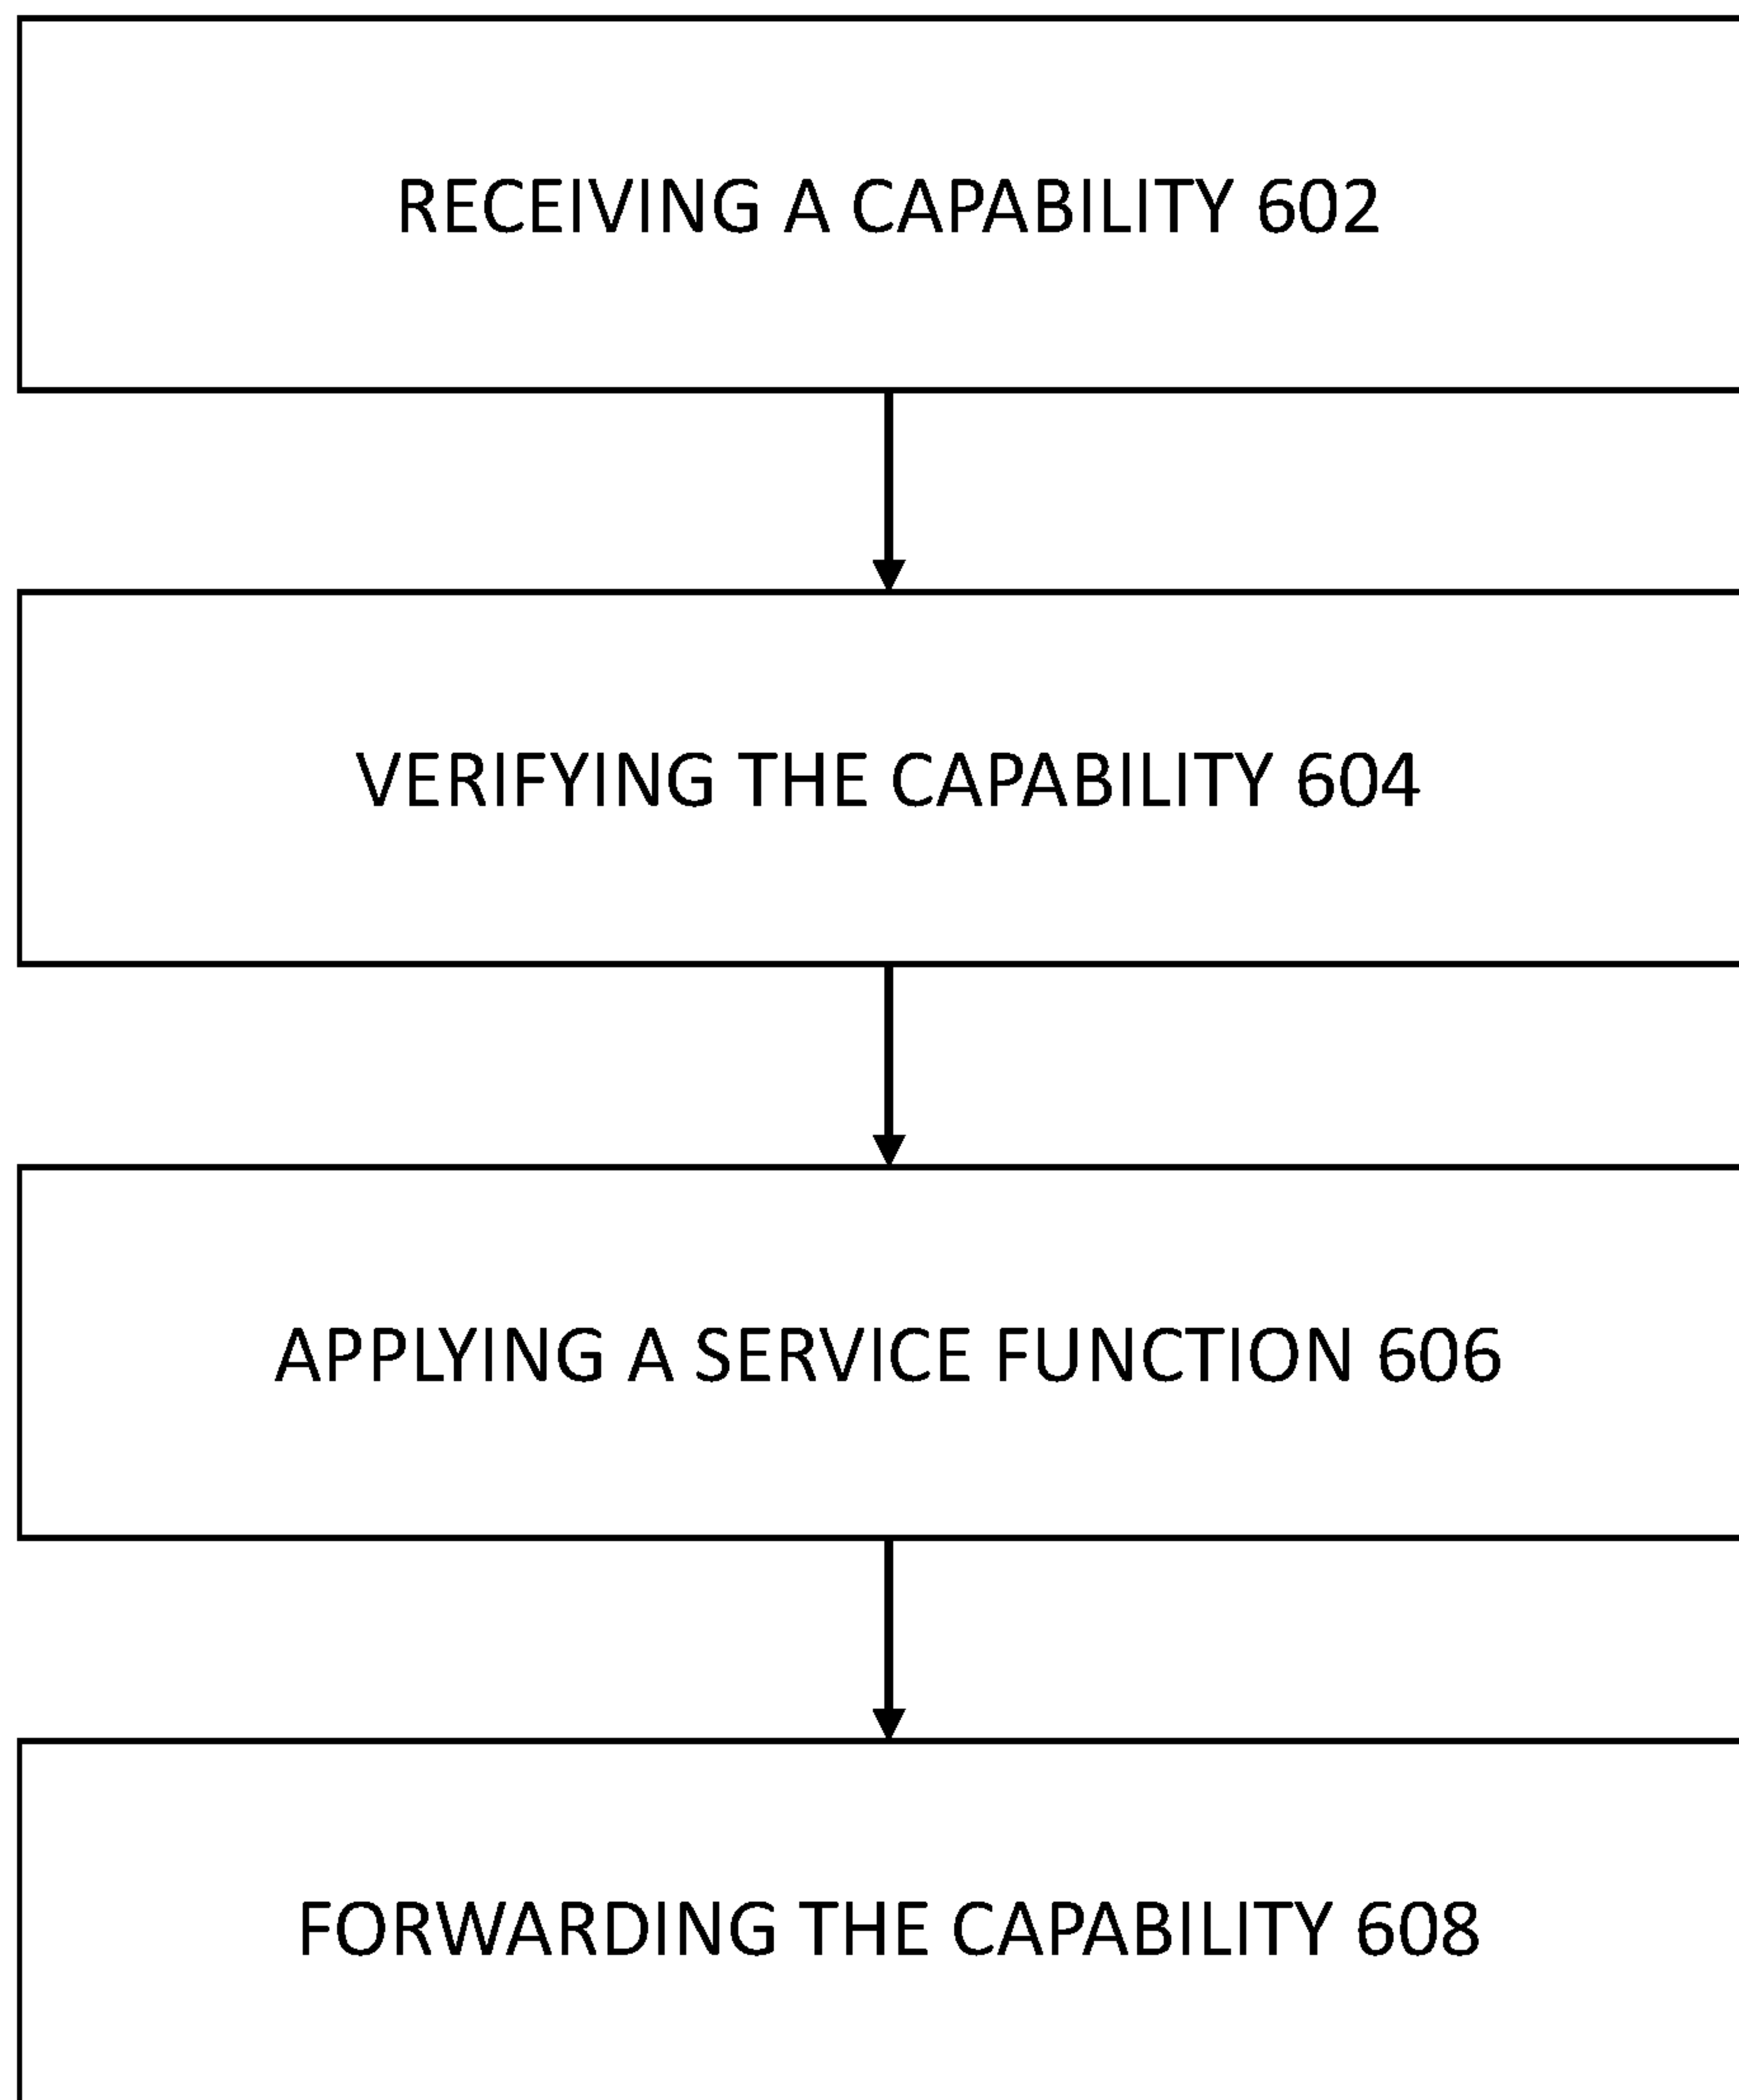 RECEIVING A CAPABILITY 602
VERIFYING THE CAPABILITY 604
APPLYING A SERVICE FUNCTION 606
FORWARDING THE CAPABILITY 608